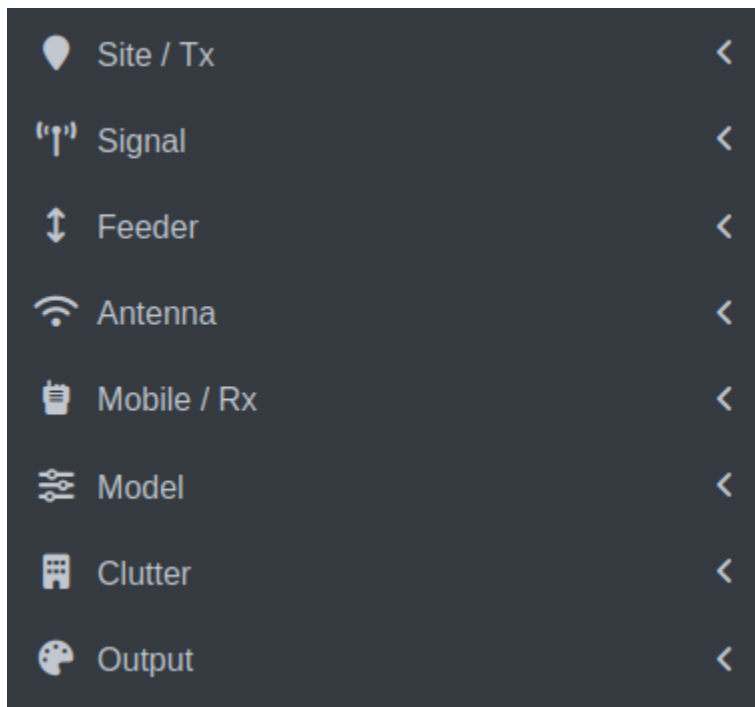 Site / Tx
Signal
Feeder
Antenna
Mobile / Rx
Model
Clutter
Output